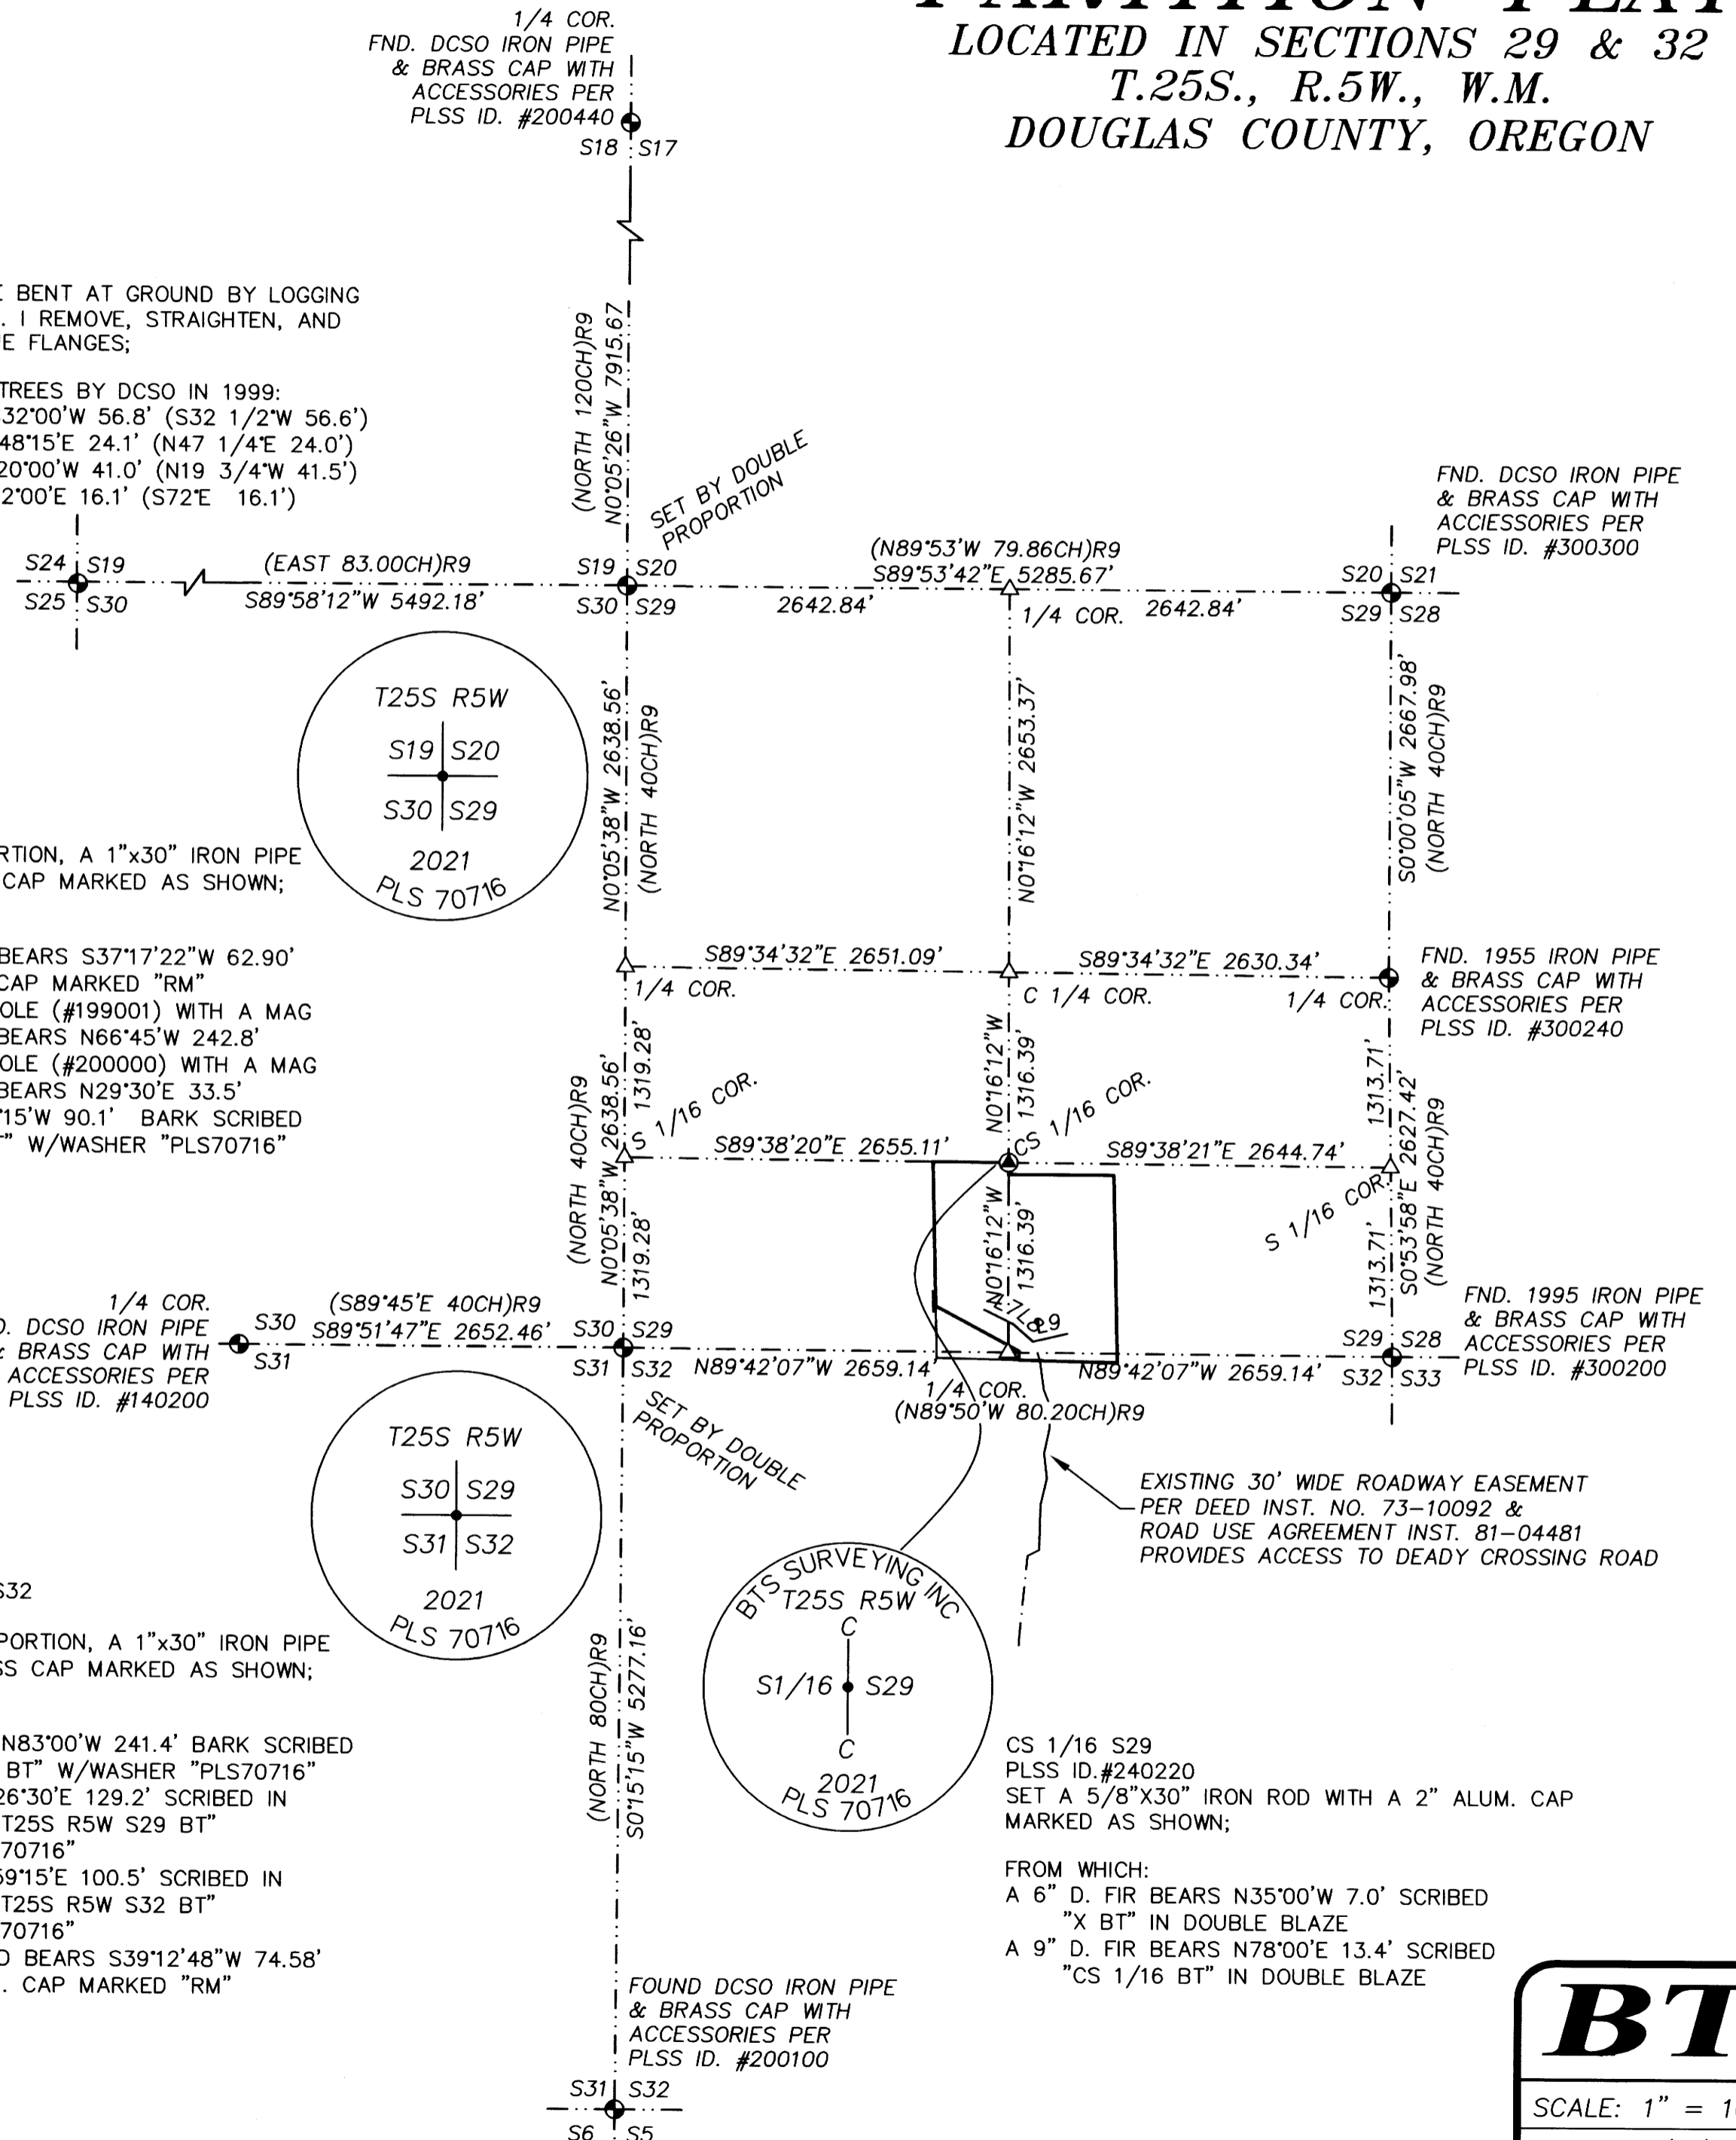 PARTITION PLAT
LOCATED IN SECTIONS 29 & 32
T.25S., R.5W., W.M.
DOUGLAS COUNTY, OREGON
1/4 COR.
FND. DCSO IRON PIPE
& BRASS CAP WITH
ACCESSORIES PER
PLSS ID. #200440
S18 S17
(NORTH 120CH)R9
N0°05'26"W 7915.67
BENT AT GROUND BY LOGGING
. I REMOVE, STRAIGHTEN, AND
E FLANGES;
TREES BY DCSO IN 1999:
32°00'W 56.8' (S32 1/2°W 56.6')
48°15'E 24.1' (N47 1/4°E 24.0')
20°00'W 41.0' (N19 3/4°W 41.5')
2°00'E 16.1' (S72°E 16.1')
SET BY DOUBLE
PROPORTION
FND. DCSO IRON PIPE
& BRASS CAP WITH
ACCIESSORIES PER
PLSS ID. #300300
S24 S19
S25 S30
(EAST 83.00CH)R9
S89°58'12"W 5492.18'
S19 S20
S30 S29
(N89°53'W 79.86CH)R9
S89°53'42"E 5285.67'
2642.84'
1/4 COR. 2642.84'
S20 S21
S29 S28
T25S R5W
S19 S20
S30 S29
2021
PLS 70716
N0°05'38"W 2638.56'
(NORTH 40CH)R9
N0°16'12"W 2653.37'
S0°00'05"W 2667.98'
(NORTH 40CH)R9
RTION, A 1"x30" IRON PIPE
CAP MARKED AS SHOWN;
BEARS S37°17'22"W 62.90'
CAP MARKED "RM"
OLE (#199001) WITH A MAG
BEARS N66°45'W 242.8'
OLE (#200000) WITH A MAG
BEARS N29°30'E 33.5'
°15'W 90.1' BARK SCRIBED
" W/WASHER "PLS70716"
S89°34'32"E 2651.09'
1/4 COR.
S89°34'32"E 2630.34'
C 1/4 COR.
1/4 COR.
FND. 1955 IRON PIPE
& BRASS CAP WITH
ACCESSORIES PER
PLSS ID. #300240
(NORTH 40CH)R9
N0°05'38"W 2638.56'
1319.28'
1319.28'
S 1/16 COR.
N0°16'12"W
1316.39'
CS 1/16 COR.
1313.71'
1313.71'
S0°53'58"E 2627.42'
(NORTH 40CH)R9
S89°38'20"E 2655.11'
S89°38'21"E 2644.74'
S 1/16 COR.
N0°16'12"W
1316.39'
L7 L8 L9
1/4 COR.
D. DCSO IRON PIPE
& BRASS CAP WITH
ACCESSORIES PER
PLSS ID. #140200
S30
S31
(S89°45'E 40CH)R9
S89°51'47"E 2652.46'
S30 S29
S31 S32
N89°42'07"W 2659.14'
1/4 COR.
(N89°50'W 80.20CH)R9
N89°42'07"W 2659.14'
S29 S28
S32 S33
FND. 1995 IRON PIPE
& BRASS CAP WITH
ACCESSORIES PER
PLSS ID. #300200
SET BY DOUBLE
PROPORTION
T25S R5W
S30 S29
S31 S32
2021
PLS 70716
EXISTING 30' WIDE ROADWAY EASEMENT
PER DEED INST. NO. 73-10092 &
ROAD USE AGREEMENT INST. 81-04481
PROVIDES ACCESS TO DEADY CROSSING ROAD
BTS SURVEYING INC
T25S R5W
C
S1/16 S29
C
2021
PLS 70716
(NORTH 80CH)R9
S0°15'15"W 5277.16'
S32
PORTION, A 1"x30" IRON PIPE
SS CAP MARKED AS SHOWN;
N83°00'W 241.4' BARK SCRIBED
BT" W/WASHER "PLS70716"
26°30'E 129.2' SCRIBED IN
T25S R5W S29 BT"
70716"
59°15'E 100.5' SCRIBED IN
T25S R5W S32 BT"
70716"
D BEARS S39°12'48"W 74.58'
. CAP MARKED "RM"
CS 1/16 S29
PLSS ID.#240220
SET A 5/8"X30" IRON ROD WITH A 2" ALUM. CAP
MARKED AS SHOWN;
FROM WHICH:
A 6" D. FIR BEARS N35°00'W 7.0' SCRIBED
"X BT" IN DOUBLE BLAZE
A 9" D. FIR BEARS N78°00'E 13.4' SCRIBED
"CS 1/16 BT" IN DOUBLE BLAZE
FOUND DCSO IRON PIPE
& BRASS CAP WITH
ACCESSORIES PER
PLSS ID. #200100
S31 S32
S6 S5
BT
SCALE: 1" = 1